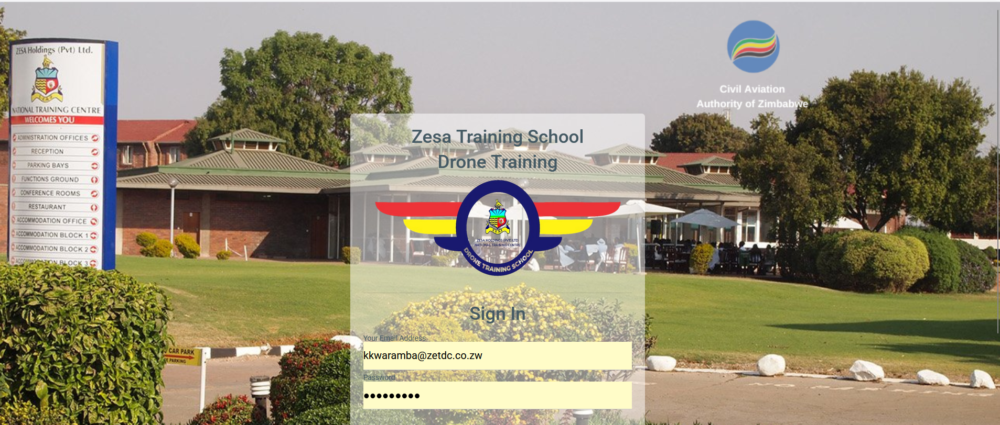 ZESA Holdings (Pvt) Ltd.
NATIONAL TRAINING CENTRE
WELCOMES YOU
ADMINISTRATION OFFICES
RECEPTION
PARKING BAYS
FUNCTIONS GROUND
CONFERENCE ROOMS
RESTAURANT
ACCOMMODATION OFFICE
ACCOMMODATION BLOCK 1
ACCOMMODATION BLOCK 2
ACCOMMODATION BLOCK 3
CAR PARK
PARKING
Civil Aviation
Authority of Zimbabwe
Zesa Training School
Drone Training
ZESA HOLDINGS (PVT) LTD
NATIONAL TRAINING CENTRE
DRONE TRAINING SCHOOL
Sign In
Your Email Address
kkwaramba@zetdc.co.zw
Password